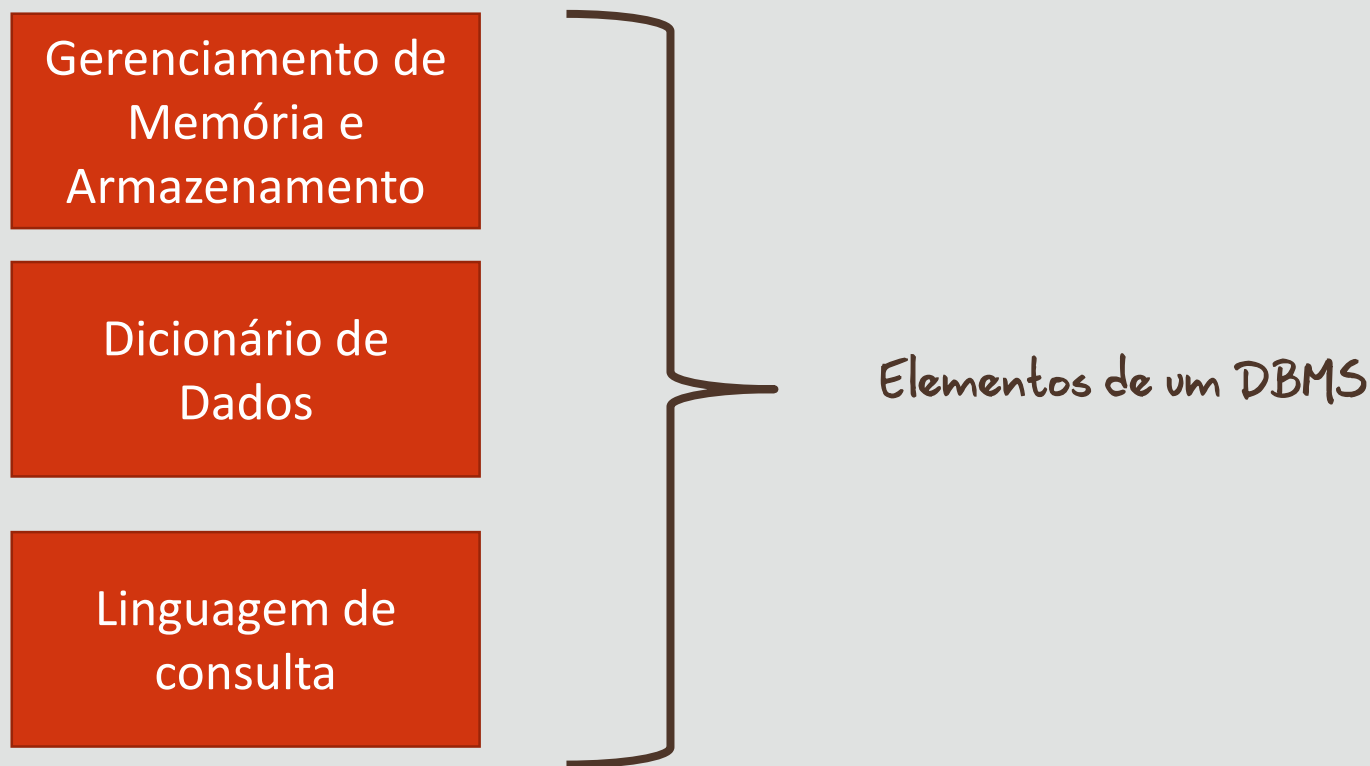 Gerenciamento de
Memória e
Armazenamento
Dicionário de
Dados
Linguagem de
consulta
Elementos de um DBMS